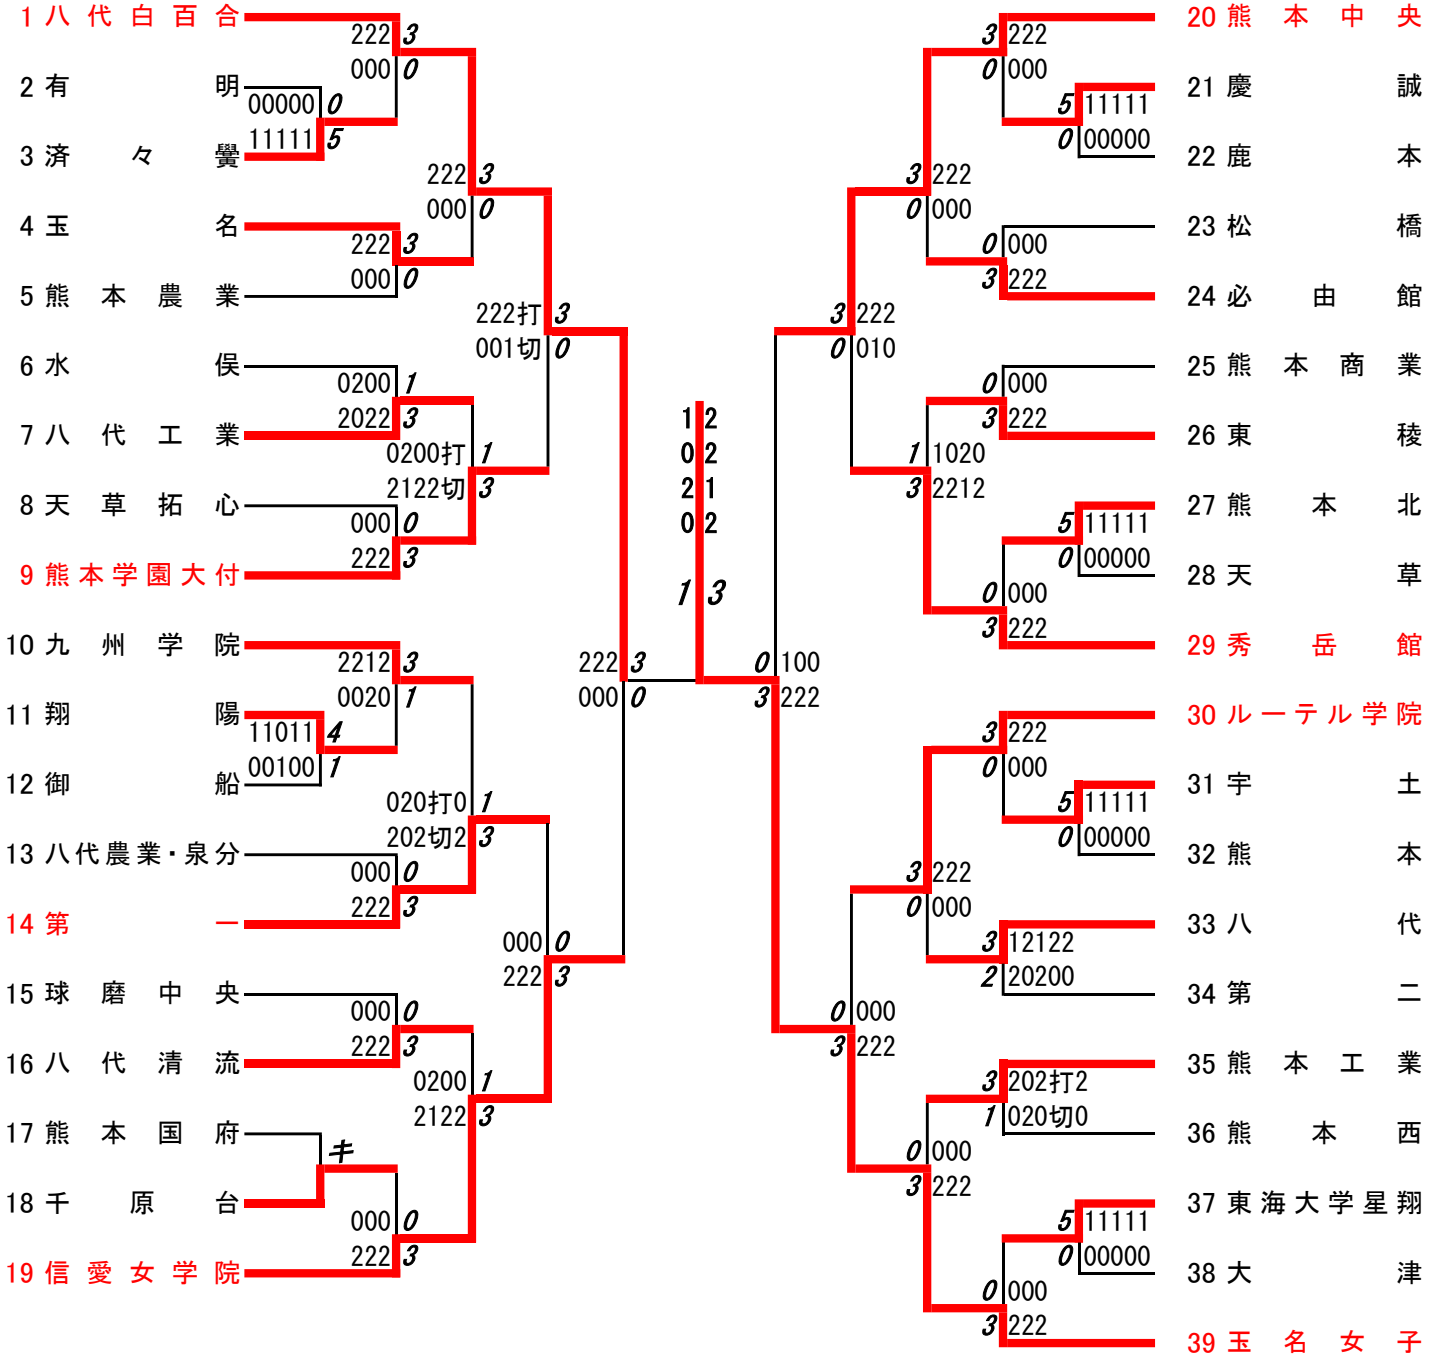 1 八代白百合
222 3
000 0
2 有明
00000 0
11111 5
3 済々黌
222 3
000 0
4 玉名
222 3
000 0
5 熊本農業
222打 3
001切 0
6 水俣
0200 1
2022 3
7 八代工業
0200打 1
2122切 3
8 天草拓心
000 0
222 3
9 熊本学園大付
10 九州学院
2212 3
0020 1
222 3
000 0
11 翔陽
11011 4
00100 1
12 御船
020打0 1
202切2 3
13 八代農業・泉分
000 0
222 3
14 第一
000 0
222 3
15 球磨中央
000 0
222 3
16 八代清流
0200 1
2122 3
17 熊本国府
キ
18 千原台
000 0
222 3
19 信愛女学院
1 2
0 2
2 1
0 2
1 3
20 熊本中央
3 222
0 000
21 慶誠
5 11111
0 00000
22 鹿本
3 222
0 000
23 松橋
0 000
3 222
24 必由館
3 222
0 010
25 熊本商業
0 000
3 222
26 東稜
1 1020
3 2212
27 熊本北
5 11111
0 00000
28 天草
0 000
3 222
29 秀岳館
0 100
3 222
30 ルーテル学院
3 222
0 000
31 宇土
5 11111
0 00000
32 熊本
3 222
0 000
33 八代
3 12122
2 20200
34 第二
0 000
3 222
35 熊本工業
3 202打2
1 020切0
36 熊本西
0 000
3 222
37 東海大学星翔
5 11111
0 00000
38 大津
0 000
3 222
39 玉名女子